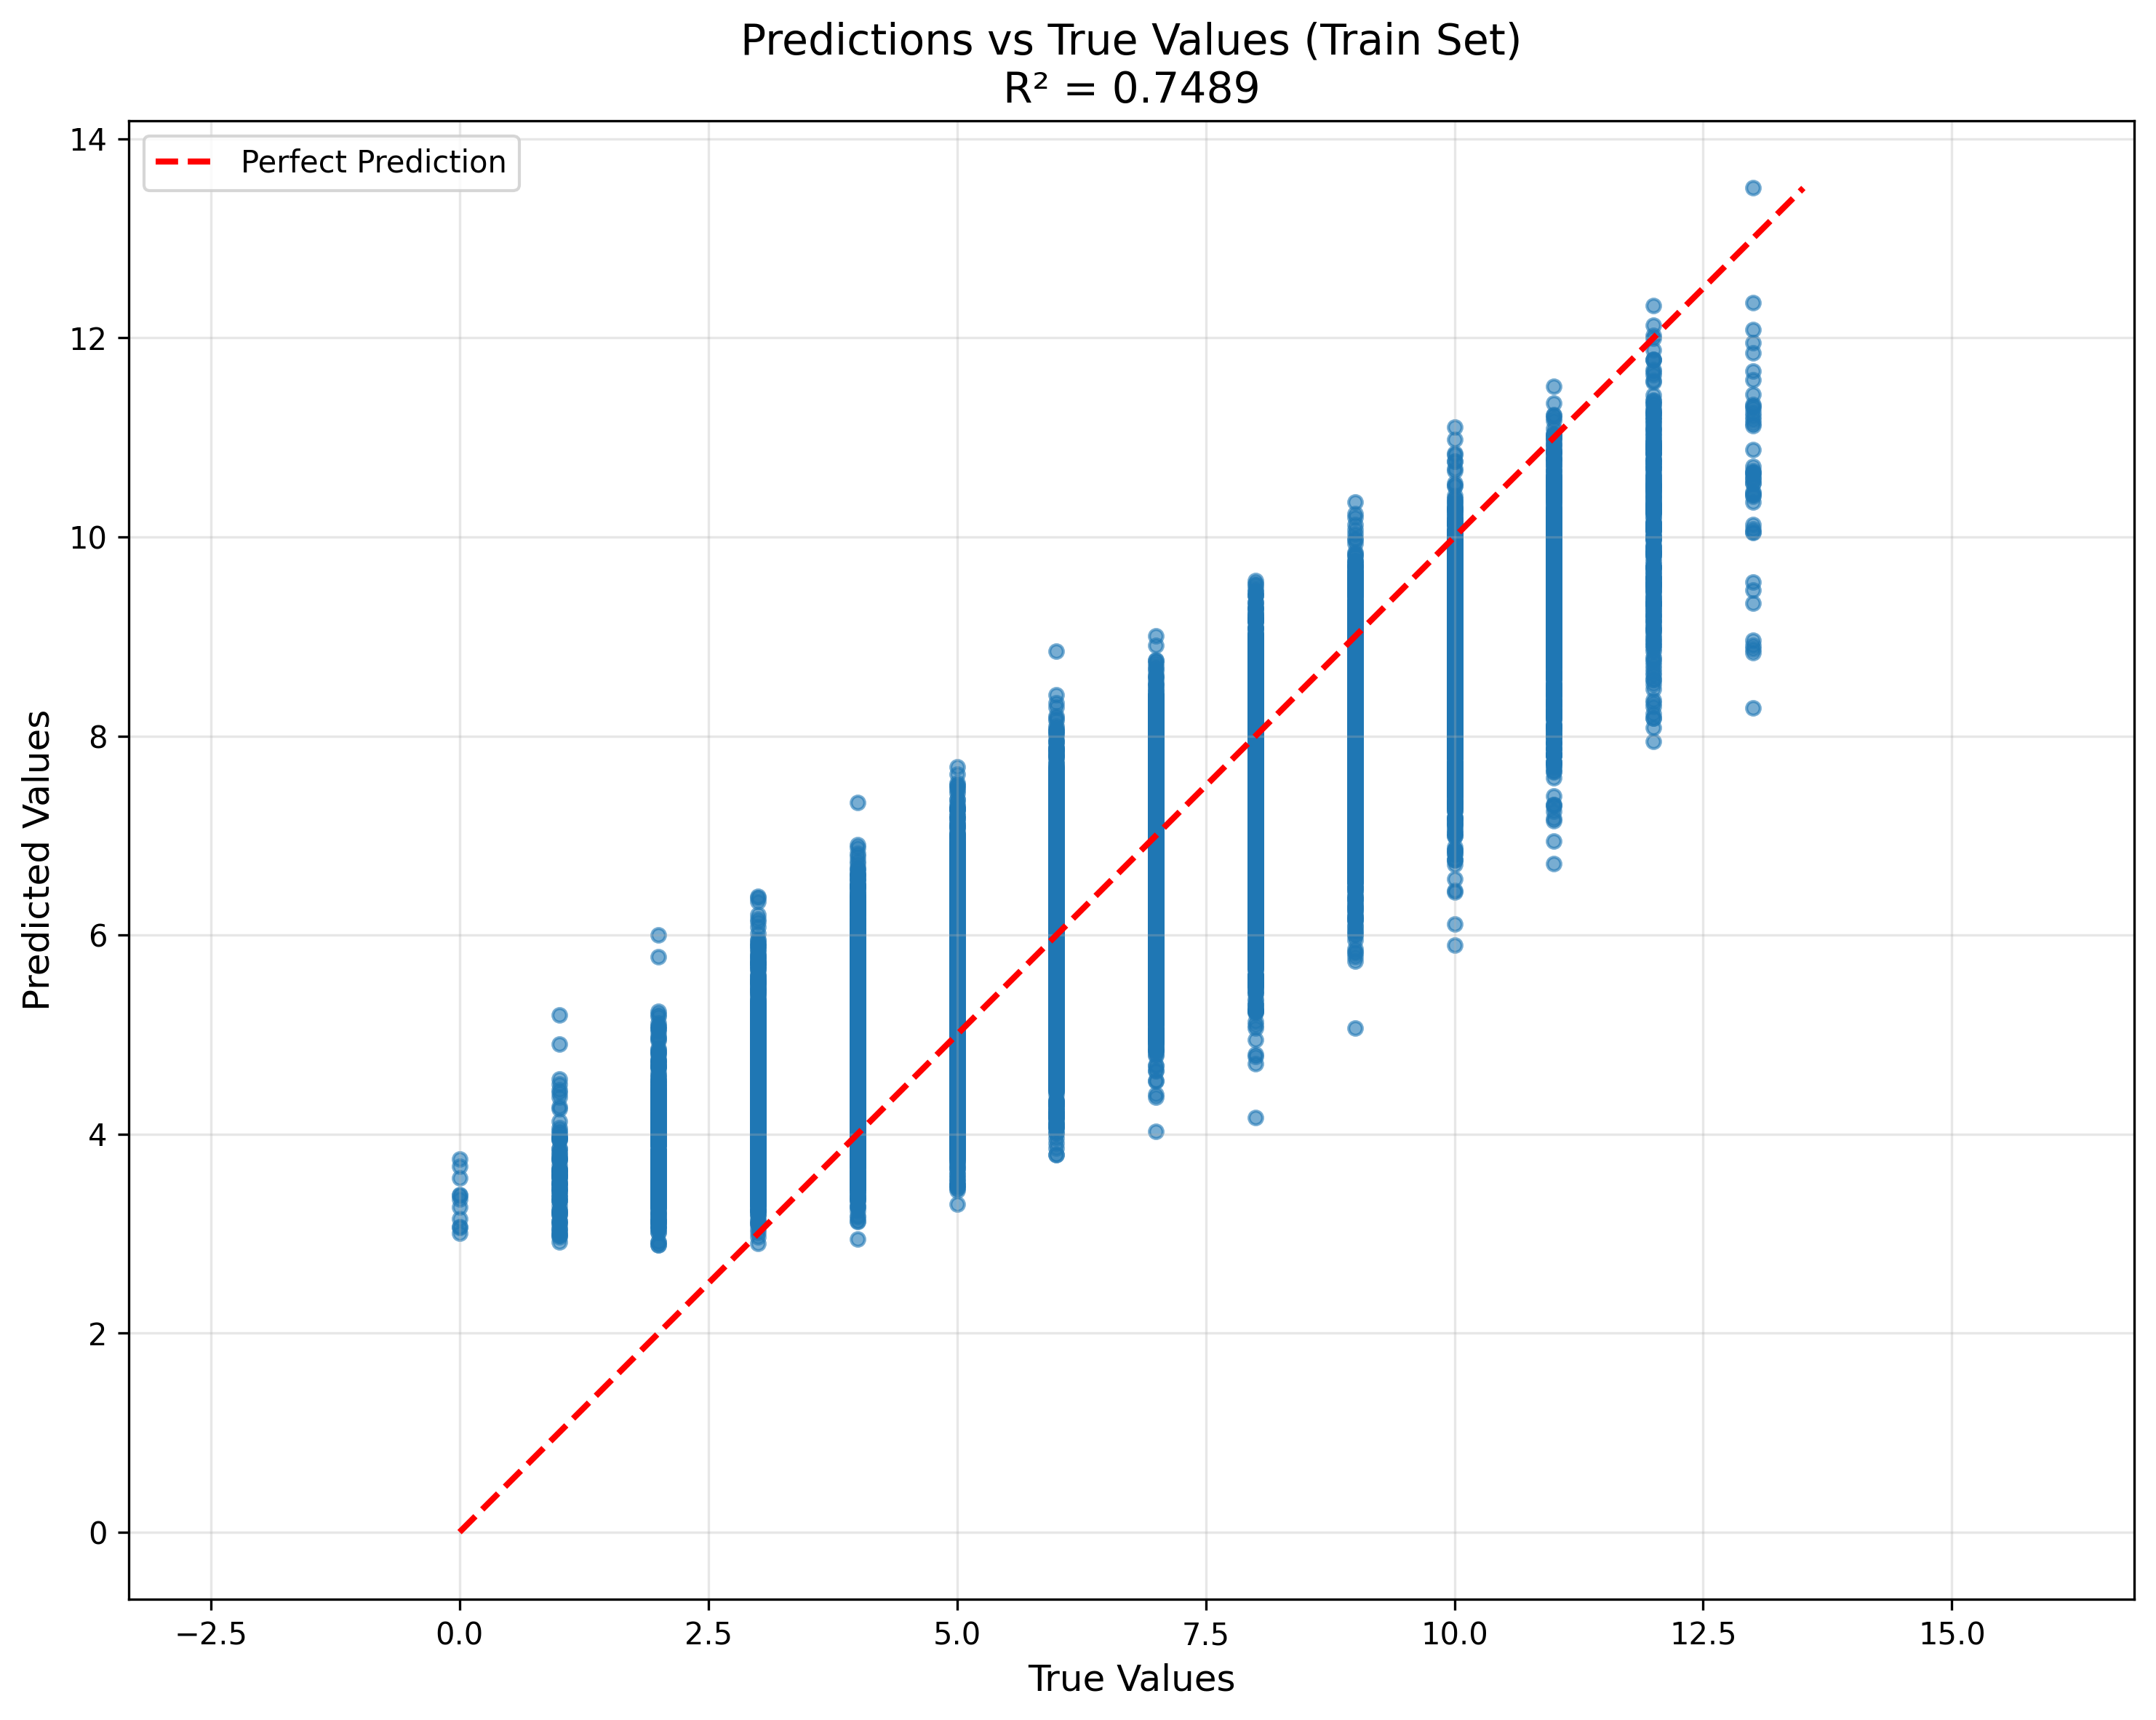 Predictions vs True Values (Train Set)
R² = 0.7489
Perfect Prediction
14
12
10
8
6
4
2
0
Predicted Values
−2.5 0.0 2.5 5.0 7.5 10.0 12.5 15.0
True Values